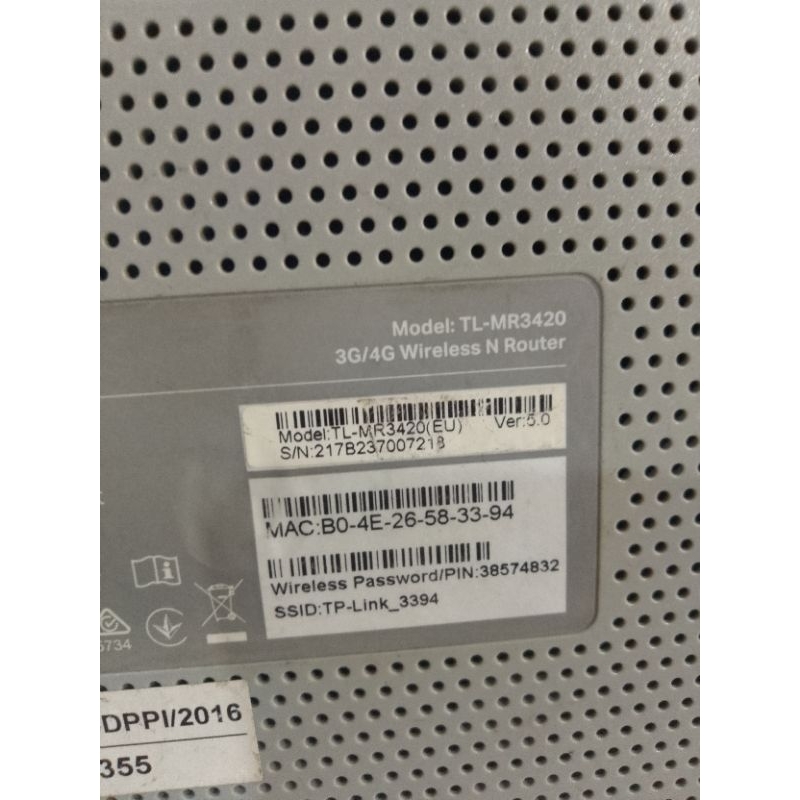 Model: TL-MR3420
3G/4G Wireless N Router
Model:TL-MR3420(EU) Ver:5.0
S/N:217B237007218
MAC:B0-4E-26-58-33-94
Wireless Password/PIN:38574832
SSID:TP-Link_3394
5734
DPPI/2016
355